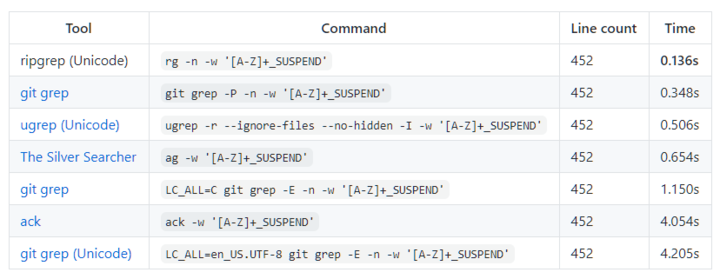 Tool Command Line count Time
ripgrep (Unicode) rg -n -w '[A-Z]+_SUSPEND' 452 0.136s
git grep git grep -P -n -w '[A-Z]+_SUSPEND' 452 0.348s
ugrep (Unicode) ugrep -r --ignore-files --no-hidden -I -w '[A-Z]+_SUSPEND' 452 0.506s
The Silver Searcher ag -w '[A-Z]+_SUSPEND' 452 0.654s
git grep LC_ALL=C git grep -E -n -w '[A-Z]+_SUSPEND' 452 1.150s
ack ack -w '[A-Z]+_SUSPEND' 452 4.054s
git grep (Unicode) LC_ALL=en_US.UTF-8 git grep -E -n -w '[A-Z]+_SUSPEND' 452 4.205s